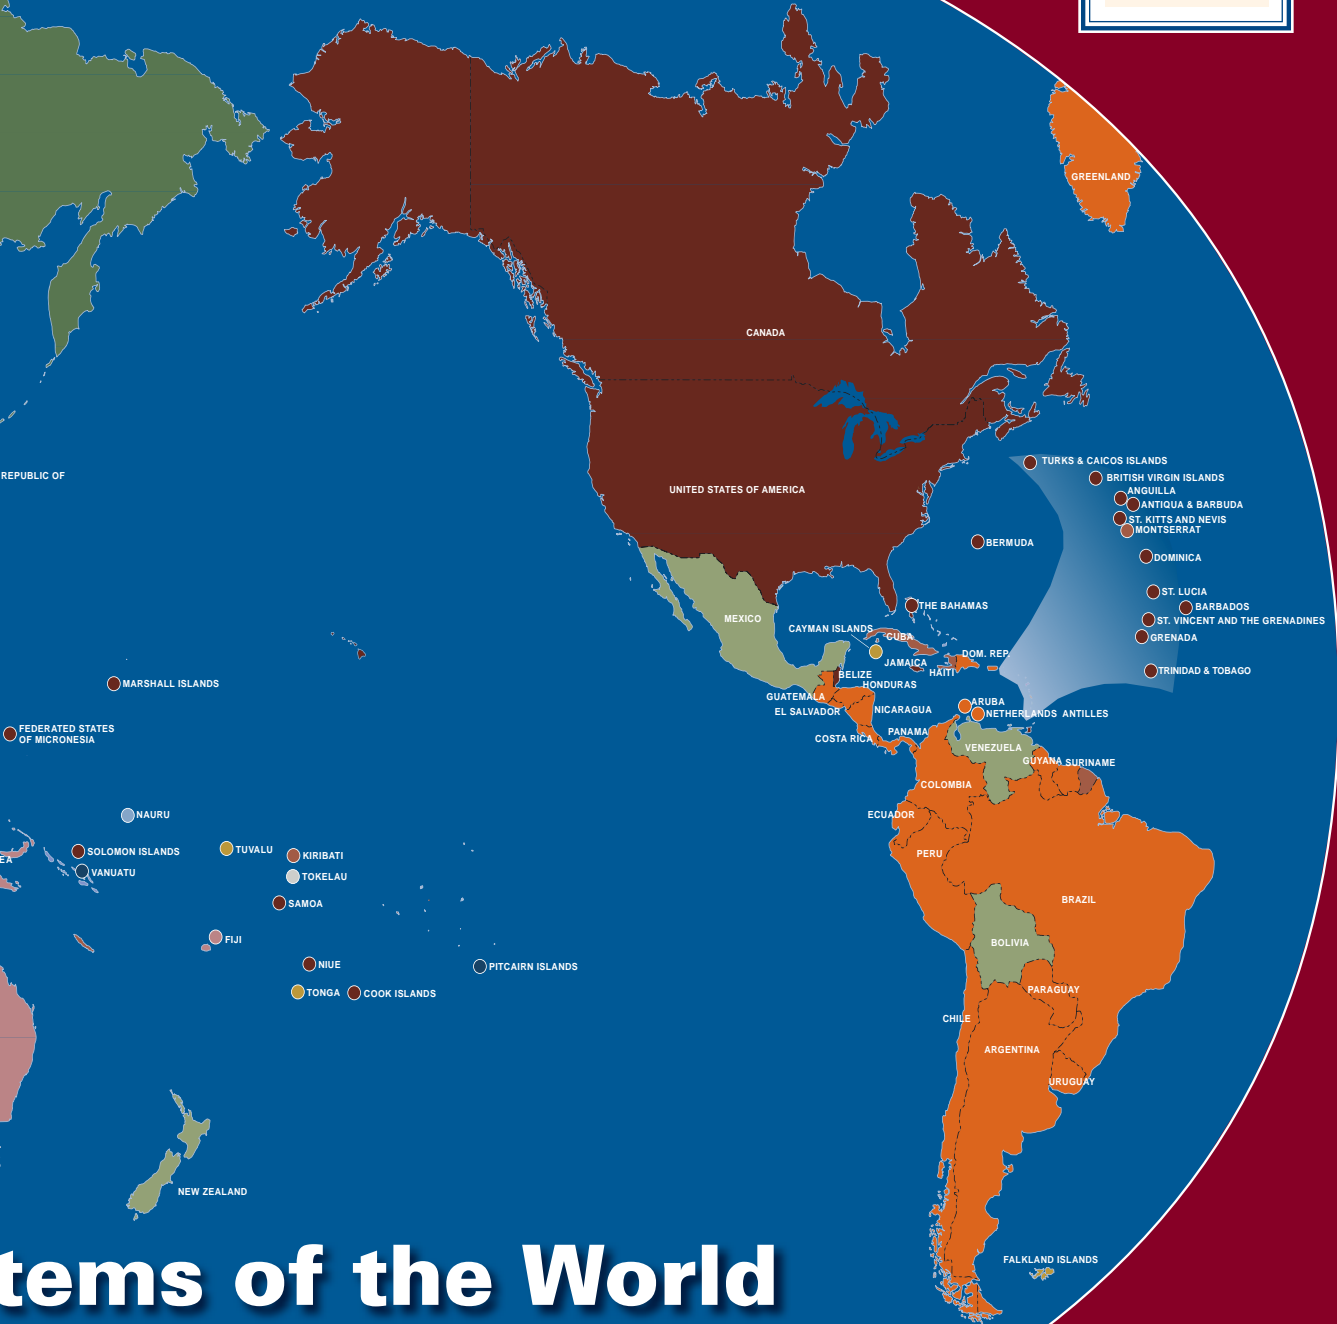 GREENLAND
CANADA
TURKS & CAICOS ISLANDS
REPUBLIC OF
BRITISH VIRGIN ISLANDS
UNITED STATES OF AMERICA
ANGUILLA
ANTIQUA & BARBUDA
ST. KITTS AND NEVIS
MONTSERRAT
BERMUDA
DOMINICA
ST. LUCIA
THE BAHAMAS
BARBADOS
MEXICO
ST. VINCENT AND THE GRENADINES
CAYMAN ISLANDS
CUBA
GRENADA
DOM. REP.
JAMAICA
HAITI
TRINIDAD & TOBAGO
BELIZE
MARSHALL ISLANDS
HONDURAS
GUATEMALA
ARUBA
EL SALVADOR
NICARAGUA
NETHERLANDS ANTILLES
FEDERATED STATES
OF MICRONESIA
COSTA RICA
PANAMA
VENEZUELA
GUYANA
SURINAME
COLOMBIA
NAURU
ECUADOR
SOLOMON ISLANDS
TUVALU
KIRIBATI
PERU
EA
VANUATU
TOKELAU
BRAZIL
SAMOA
FIJI
BOLIVIA
NIUE
PITCAIRN ISLANDS
PARAGUAY
TONGA
COOK ISLANDS
CHILE
ARGENTINA
URUGUAY
NEW ZEALAND
FALKLAND ISLANDS
tems of the World